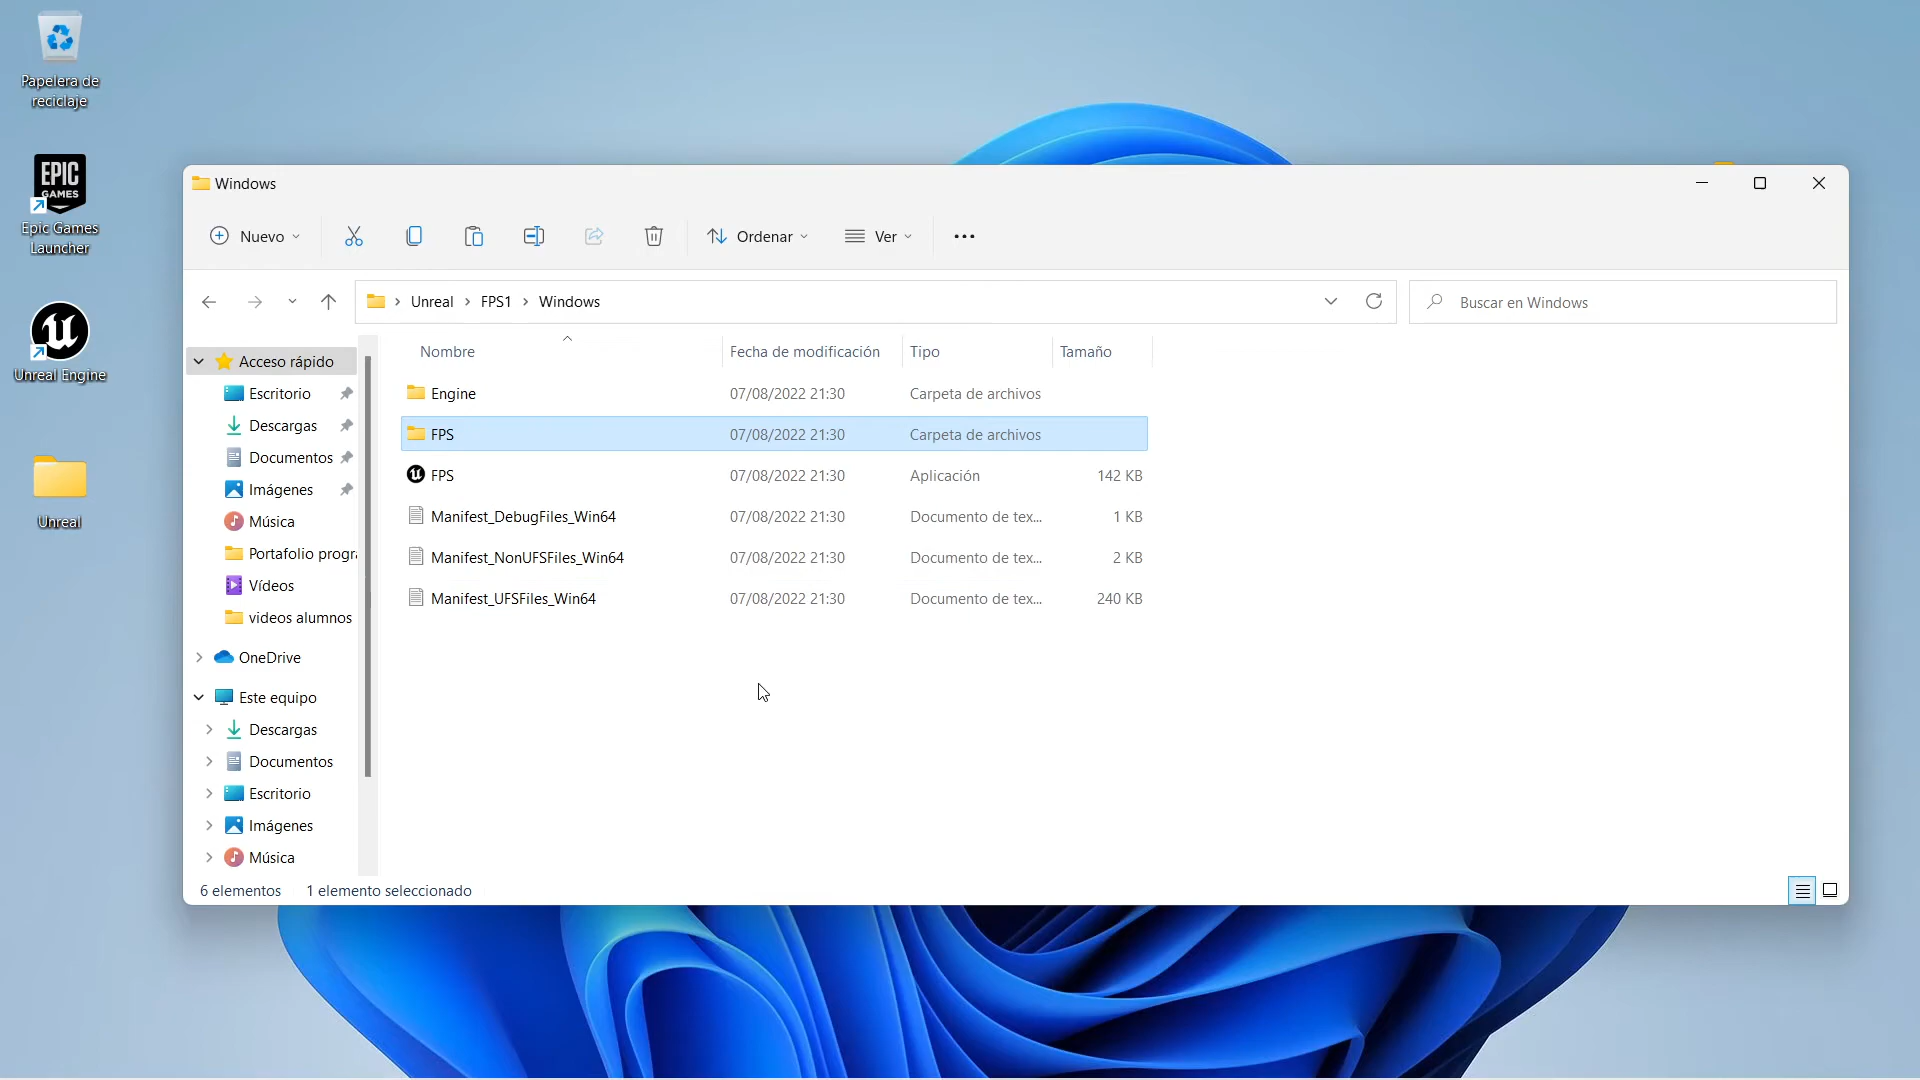 Papelera de
reciclaje
EPIC
GAMES
Epic Games
Launcher
Unreal Engine
Unreal
Windows
Nuevo
Ordenar
Ver
Unreal > FPS1 > Windows
Buscar en Windows
Acceso rápido
Escritorio
Descargas
Documentos
Imágenes
Música
Portafolio progra
Vídeos
videos alumnos
OneDrive
Este equipo
Descargas
Documentos
Escritorio
Imágenes
Música
Nombre Fecha de modificación Tipo Tamaño
Engine 07/08/2022 21:30 Carpeta de archivos
FPS 07/08/2022 21:30 Carpeta de archivos
FPS 07/08/2022 21:30 Aplicación 142 KB
Manifest_DebugFiles_Win64 07/08/2022 21:30 Documento de tex... 1 KB
Manifest_NonUFSFiles_Win64 07/08/2022 21:30 Documento de tex... 2 KB
Manifest_UFSFiles_Win64 07/08/2022 21:30 Documento de tex... 240 KB
6 elementos 1 elemento seleccionado